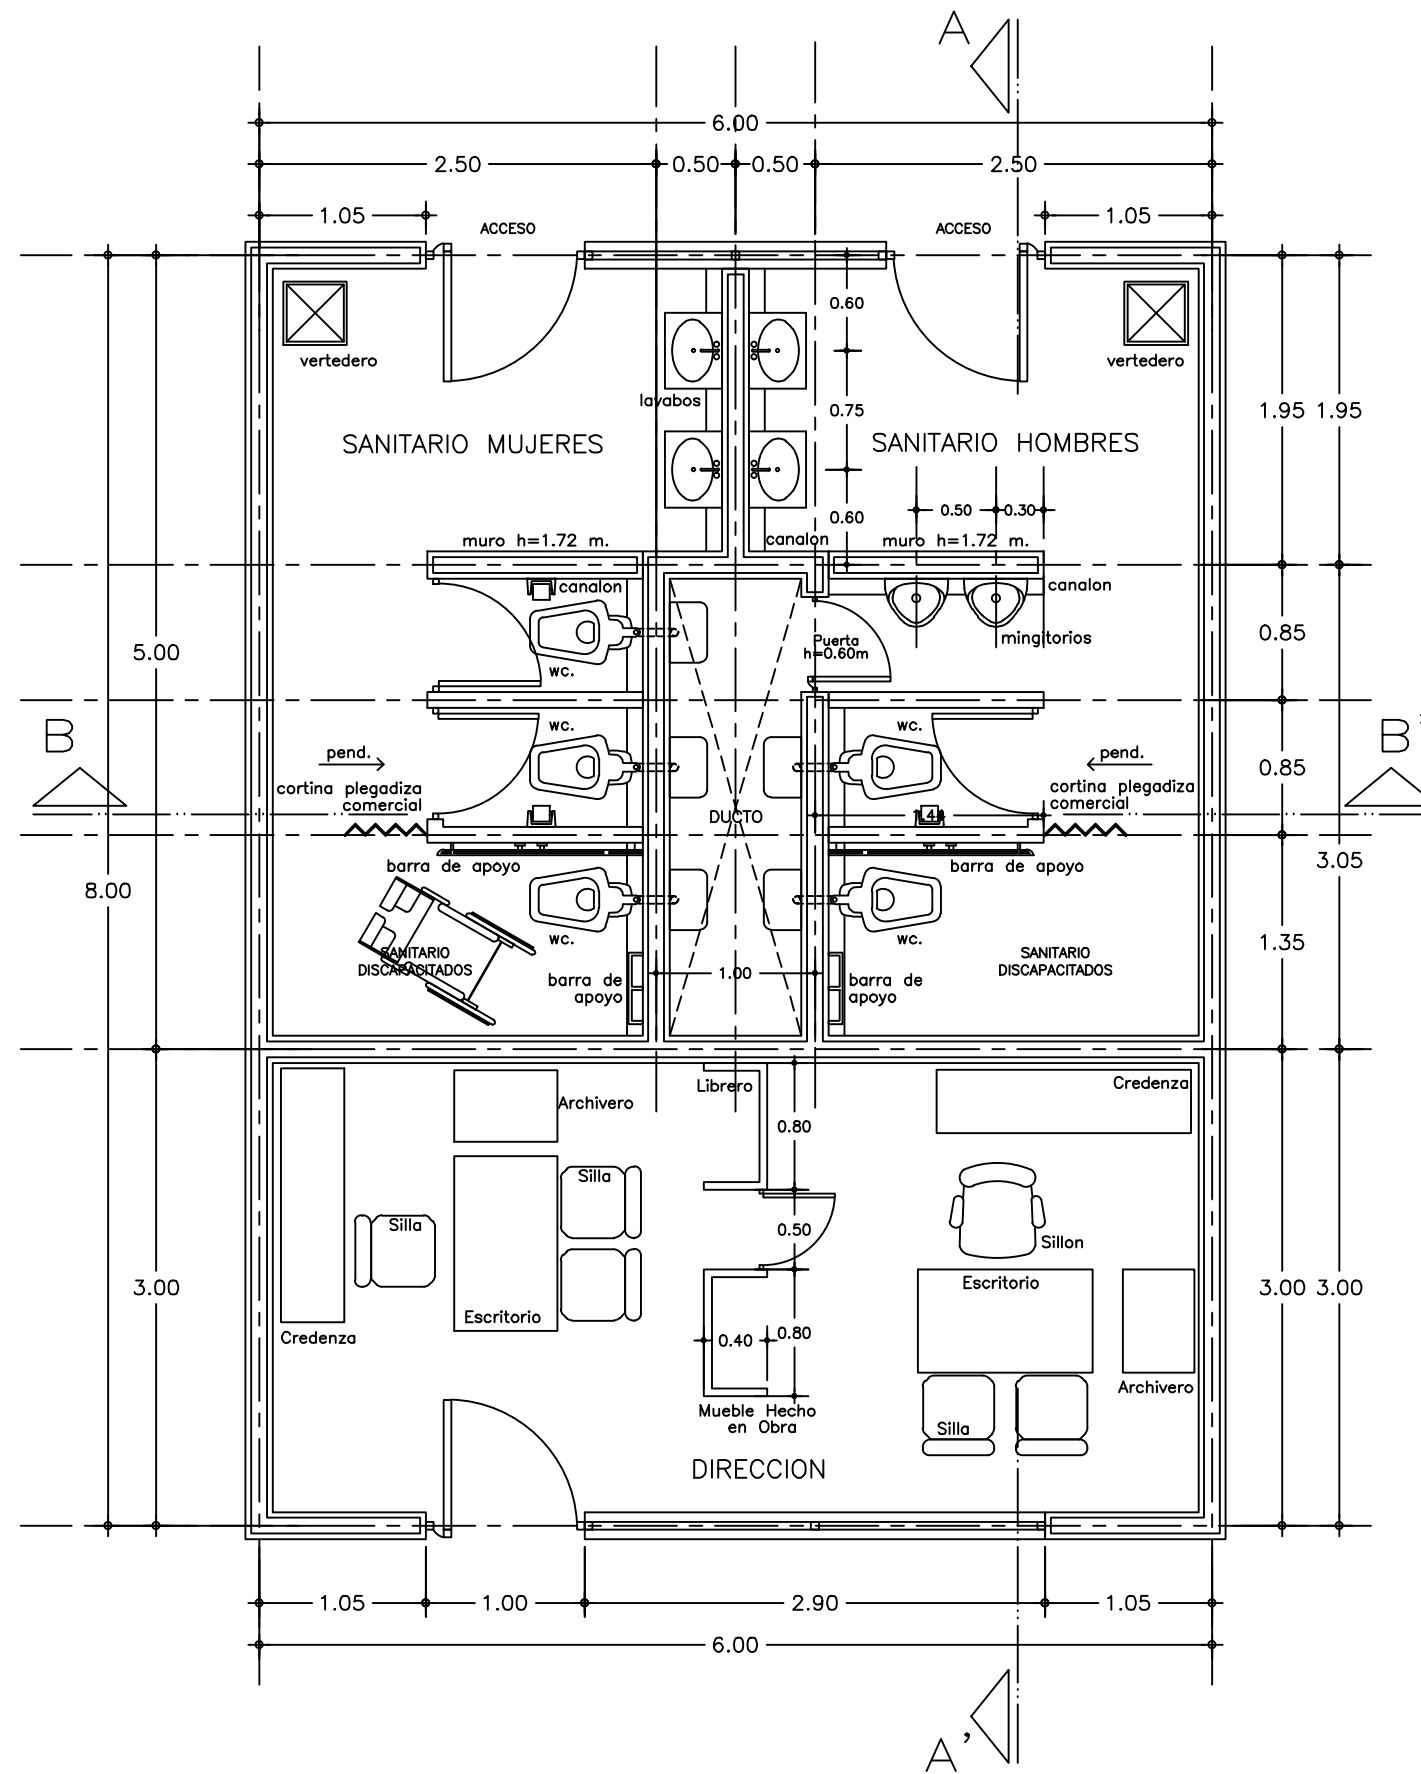 A
6.00
2.50
0.50
0.50
2.50
1.05
1.05
ACCESO
ACCESO
0.60
vertedero
vertedero
lavabos
0.75
1.95
1.95
SANITARIO MUJERES
SANITARIO HOMBRES
0.60
0.50
0.30
muro h=1.72 m.
canalon
muro h=1.72 m.
canalon
canalon
mingitorios
Puerta
h=0.60m
0.85
5.00
wc.
wc.
wc.
B
B'
pend.
pend.
cortina plegadiza
comercial
cortina plegadiza
comercial
0.85
DUCTO
barra de apoyo
barra de apoyo
3.05
8.00
wc.
wc.
1.35
SANITARIO
DISCAPACITADOS
SANITARIO
DISCAPACITADOS
1.00
barra de
apoyo
barra de
apoyo
Librero
Credenza
Archivero
0.80
Silla
Silla
0.50
Sillon
3.00
3.00
3.00
Escritorio
Escritorio
Credenza
0.40
0.80
Archivero
Mueble Hecho
en Obra
Silla
DIRECCION
1.05
1.00
2.90
1.05
6.00
A'